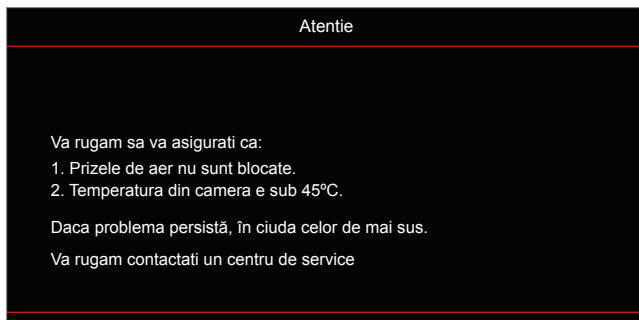 Atentie
Va rugam sa va asigurati ca:
1. Prizele de aer nu sunt blocate.
2. Temperatura din camera e sub 45ºC.
Daca problema persistă, în ciuda celor de mai sus.
Va rugam contactati un centru de service